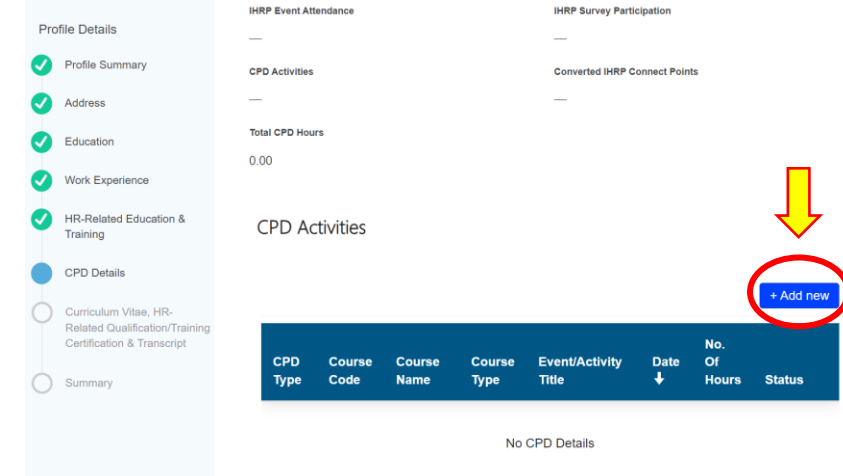 Profile Details
Profile Summary
Address
Education
Work Experience
HR-Related Education &
Training
CPD Details
Curriculum Vitae, HR-
Related Qualification/Training
Certification & Transcript
Summary
IHRP Event Attendance
IHRP Survey Participation
—
—
CPD Activities
Converted IHRP Connect Points
—
—
Total CPD Hours
0.00
CPD Activities
+ Add new
CPD Type
Course Code
Course Name
Course Type
Event/Activity Title
Date
No. Of Hours
Status
No CPD Details